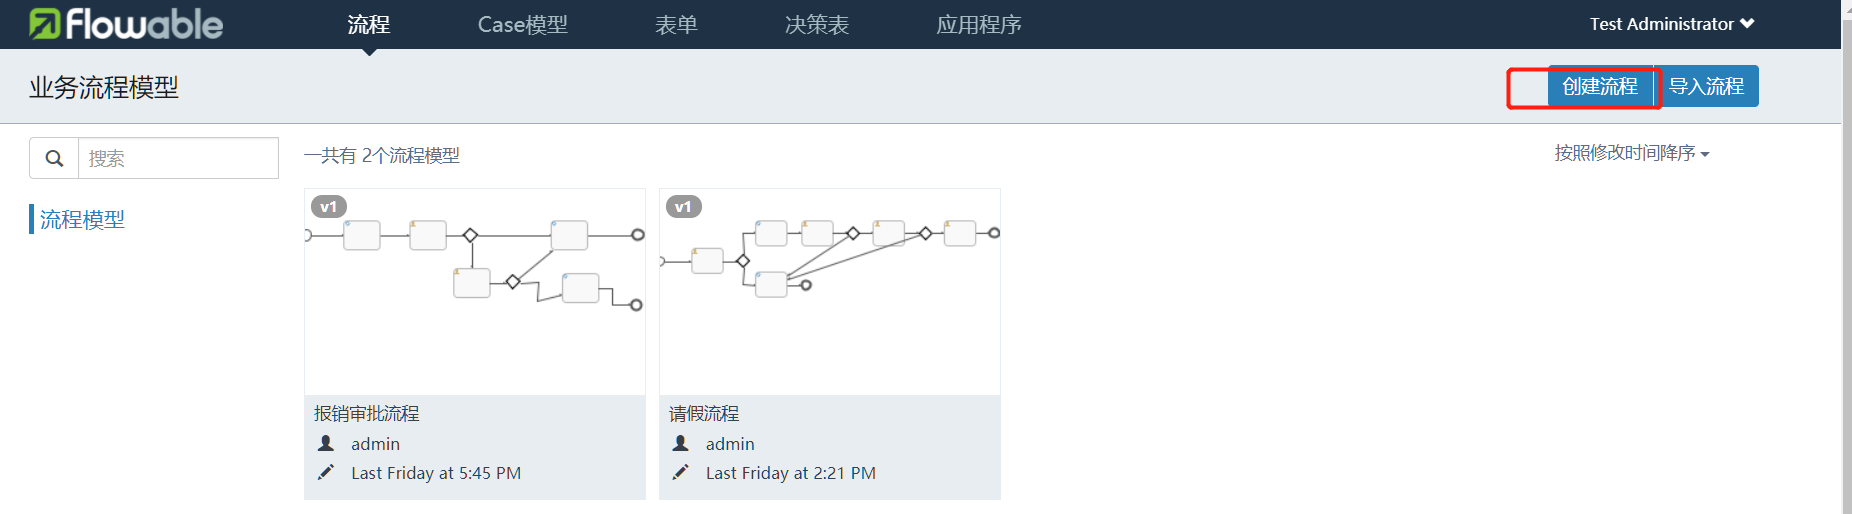 flowable
流程
Case模型
表单
决策表
应用程序
Test Administrator
业务流程模型
创建流程
导入流程
搜索
一共有 2个流程模型
按照修改时间降序
流程模型
v1
v1
报销审批流程
admin
Last Friday at 5:45 PM
请假流程
admin
Last Friday at 2:21 PM